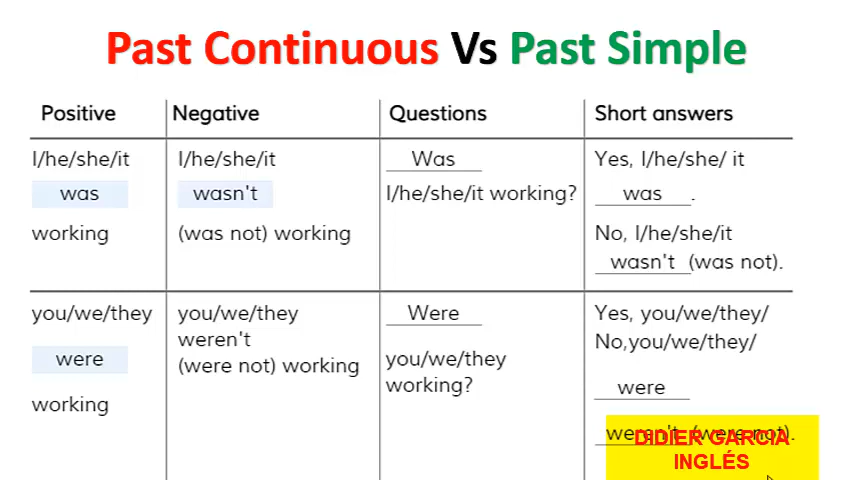 Past Continuous Vs Past Simple
Positive
Negative
Questions
Short answers
I/he/she/it
was
working
I/he/she/it
wasn't
(was not) working
Was
I/he/she/it working?
Yes, I/he/she/ it
was.
No, I/he/she/it
wasn't (was not).
you/we/they
were
working
you/we/they
weren't
(were not) working
Were
you/we/they
working?
Yes, you/we/they/
No,you/we/they/
were
weren't (were not).
DIDIER GARCIA
INGLÉS